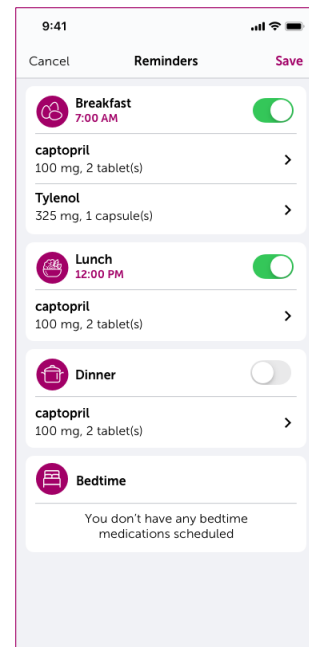 9:41
Cancel Reminders Save
Breakfast
7:00 AM
captopril
100 mg, 2 tablet(s)
Tylenol
325 mg, 1 capsule(s)
Lunch
12:00 PM
captopril
100 mg, 2 tablet(s)
Dinner
captopril
100 mg, 2 tablet(s)
Bedtime
You don't have any bedtime
medications scheduled